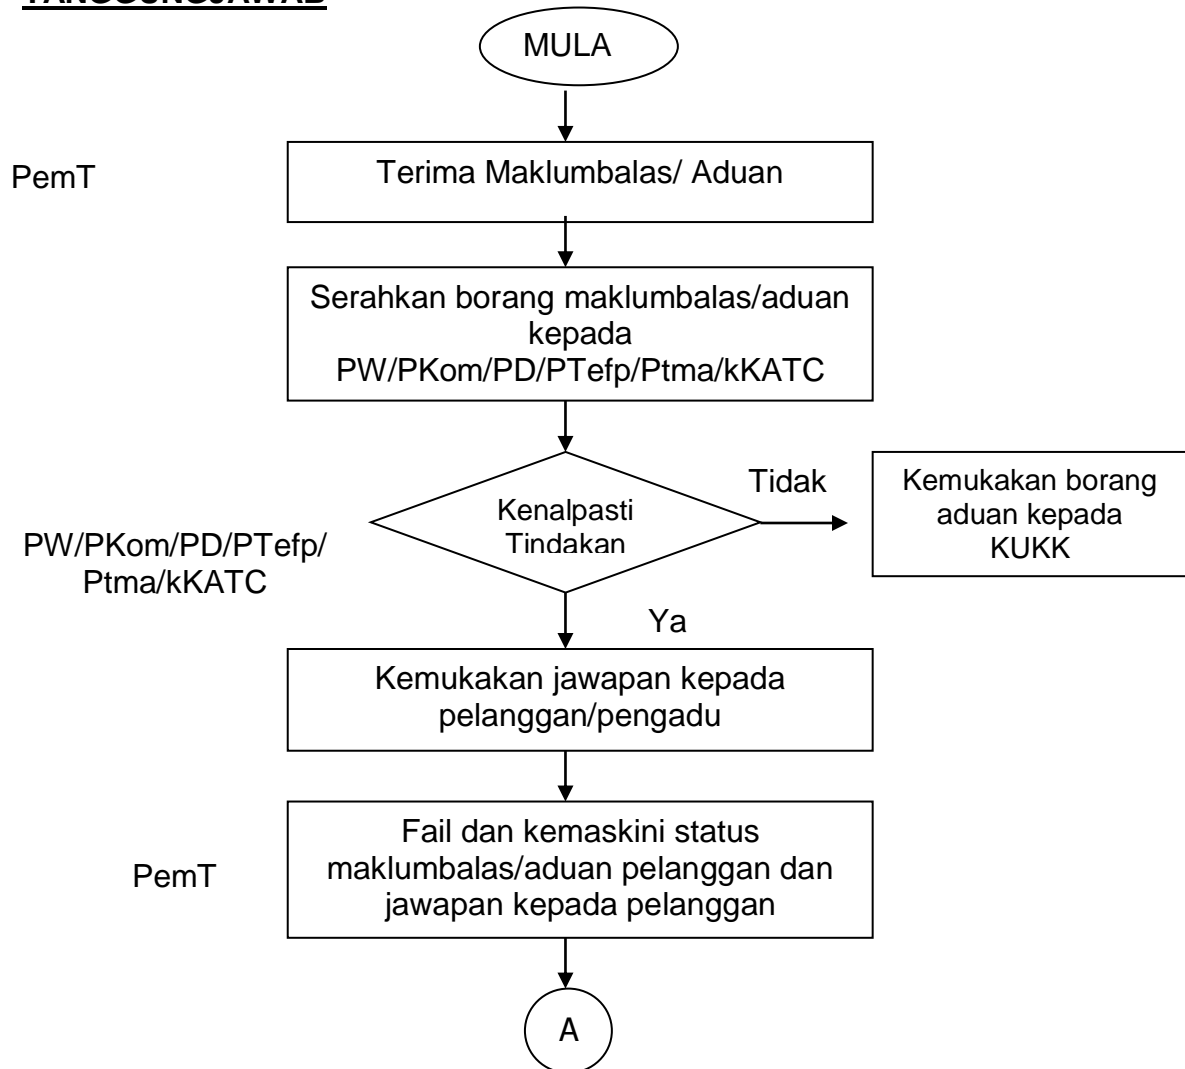 TANGGUNGJAWAB
MULA
PemT
Terima Maklumbalas/ Aduan
Serahkan borang maklumbalas/aduan
kepada
PW/PKom/PD/PTefp/Ptma/kKATC
Kenalpasti
Tindakan
Tidak
Kemukakan borang
aduan kepada
KUKK
PW/PKom/PD/PTefp/
Ptma/kKATC
Ya
Kemukakan jawapan kepada
pelanggan/pengadu
PemT
Fail dan kemaskini status
maklumbalas/aduan pelanggan dan
jawapan kepada pelanggan
A